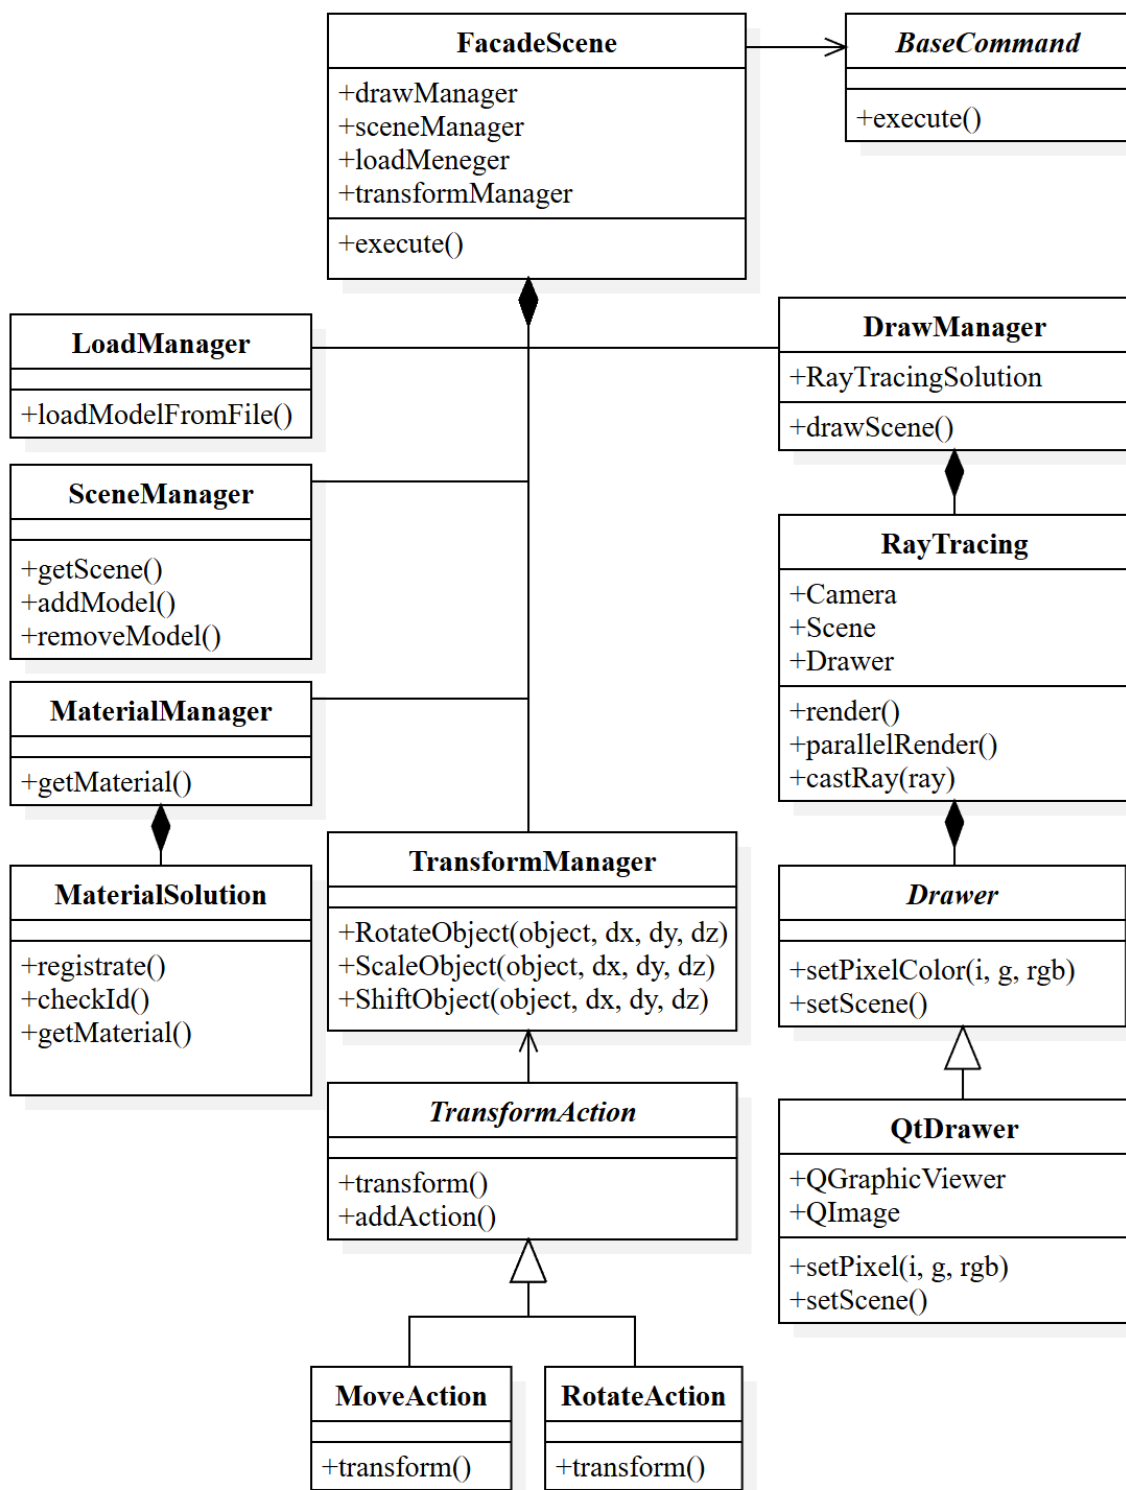 FacadeScene
+drawManager
+sceneManager
+loadMeneger
+transformManager
+execute()
BaseCommand
+execute()
LoadManager
+loadModelFromFile()
DrawManager
+RayTracingSolution
+drawScene()
SceneManager
+getScene()
+addModel()
+removeModel()
RayTracing
+Camera
+Scene
+Drawer
+render()
+parallelRender()
+castRay(ray)
MaterialManager
+getMaterial()
MaterialSolution
+registrate()
+checkId()
+getMaterial()
TransformManager
+RotateObject(object, dx, dy, dz)
+ScaleObject(object, dx, dy, dz)
+ShiftObject(object, dx, dy, dz)
Drawer
+setPixelColor(i, g, rgb)
+setScene()
TransformAction
+transform()
+addAction()
QtDrawer
+QGraphicViewer
+QImage
+setPixel(i, g, rgb)
+setScene()
MoveAction
+transform()
RotateAction
+transform()